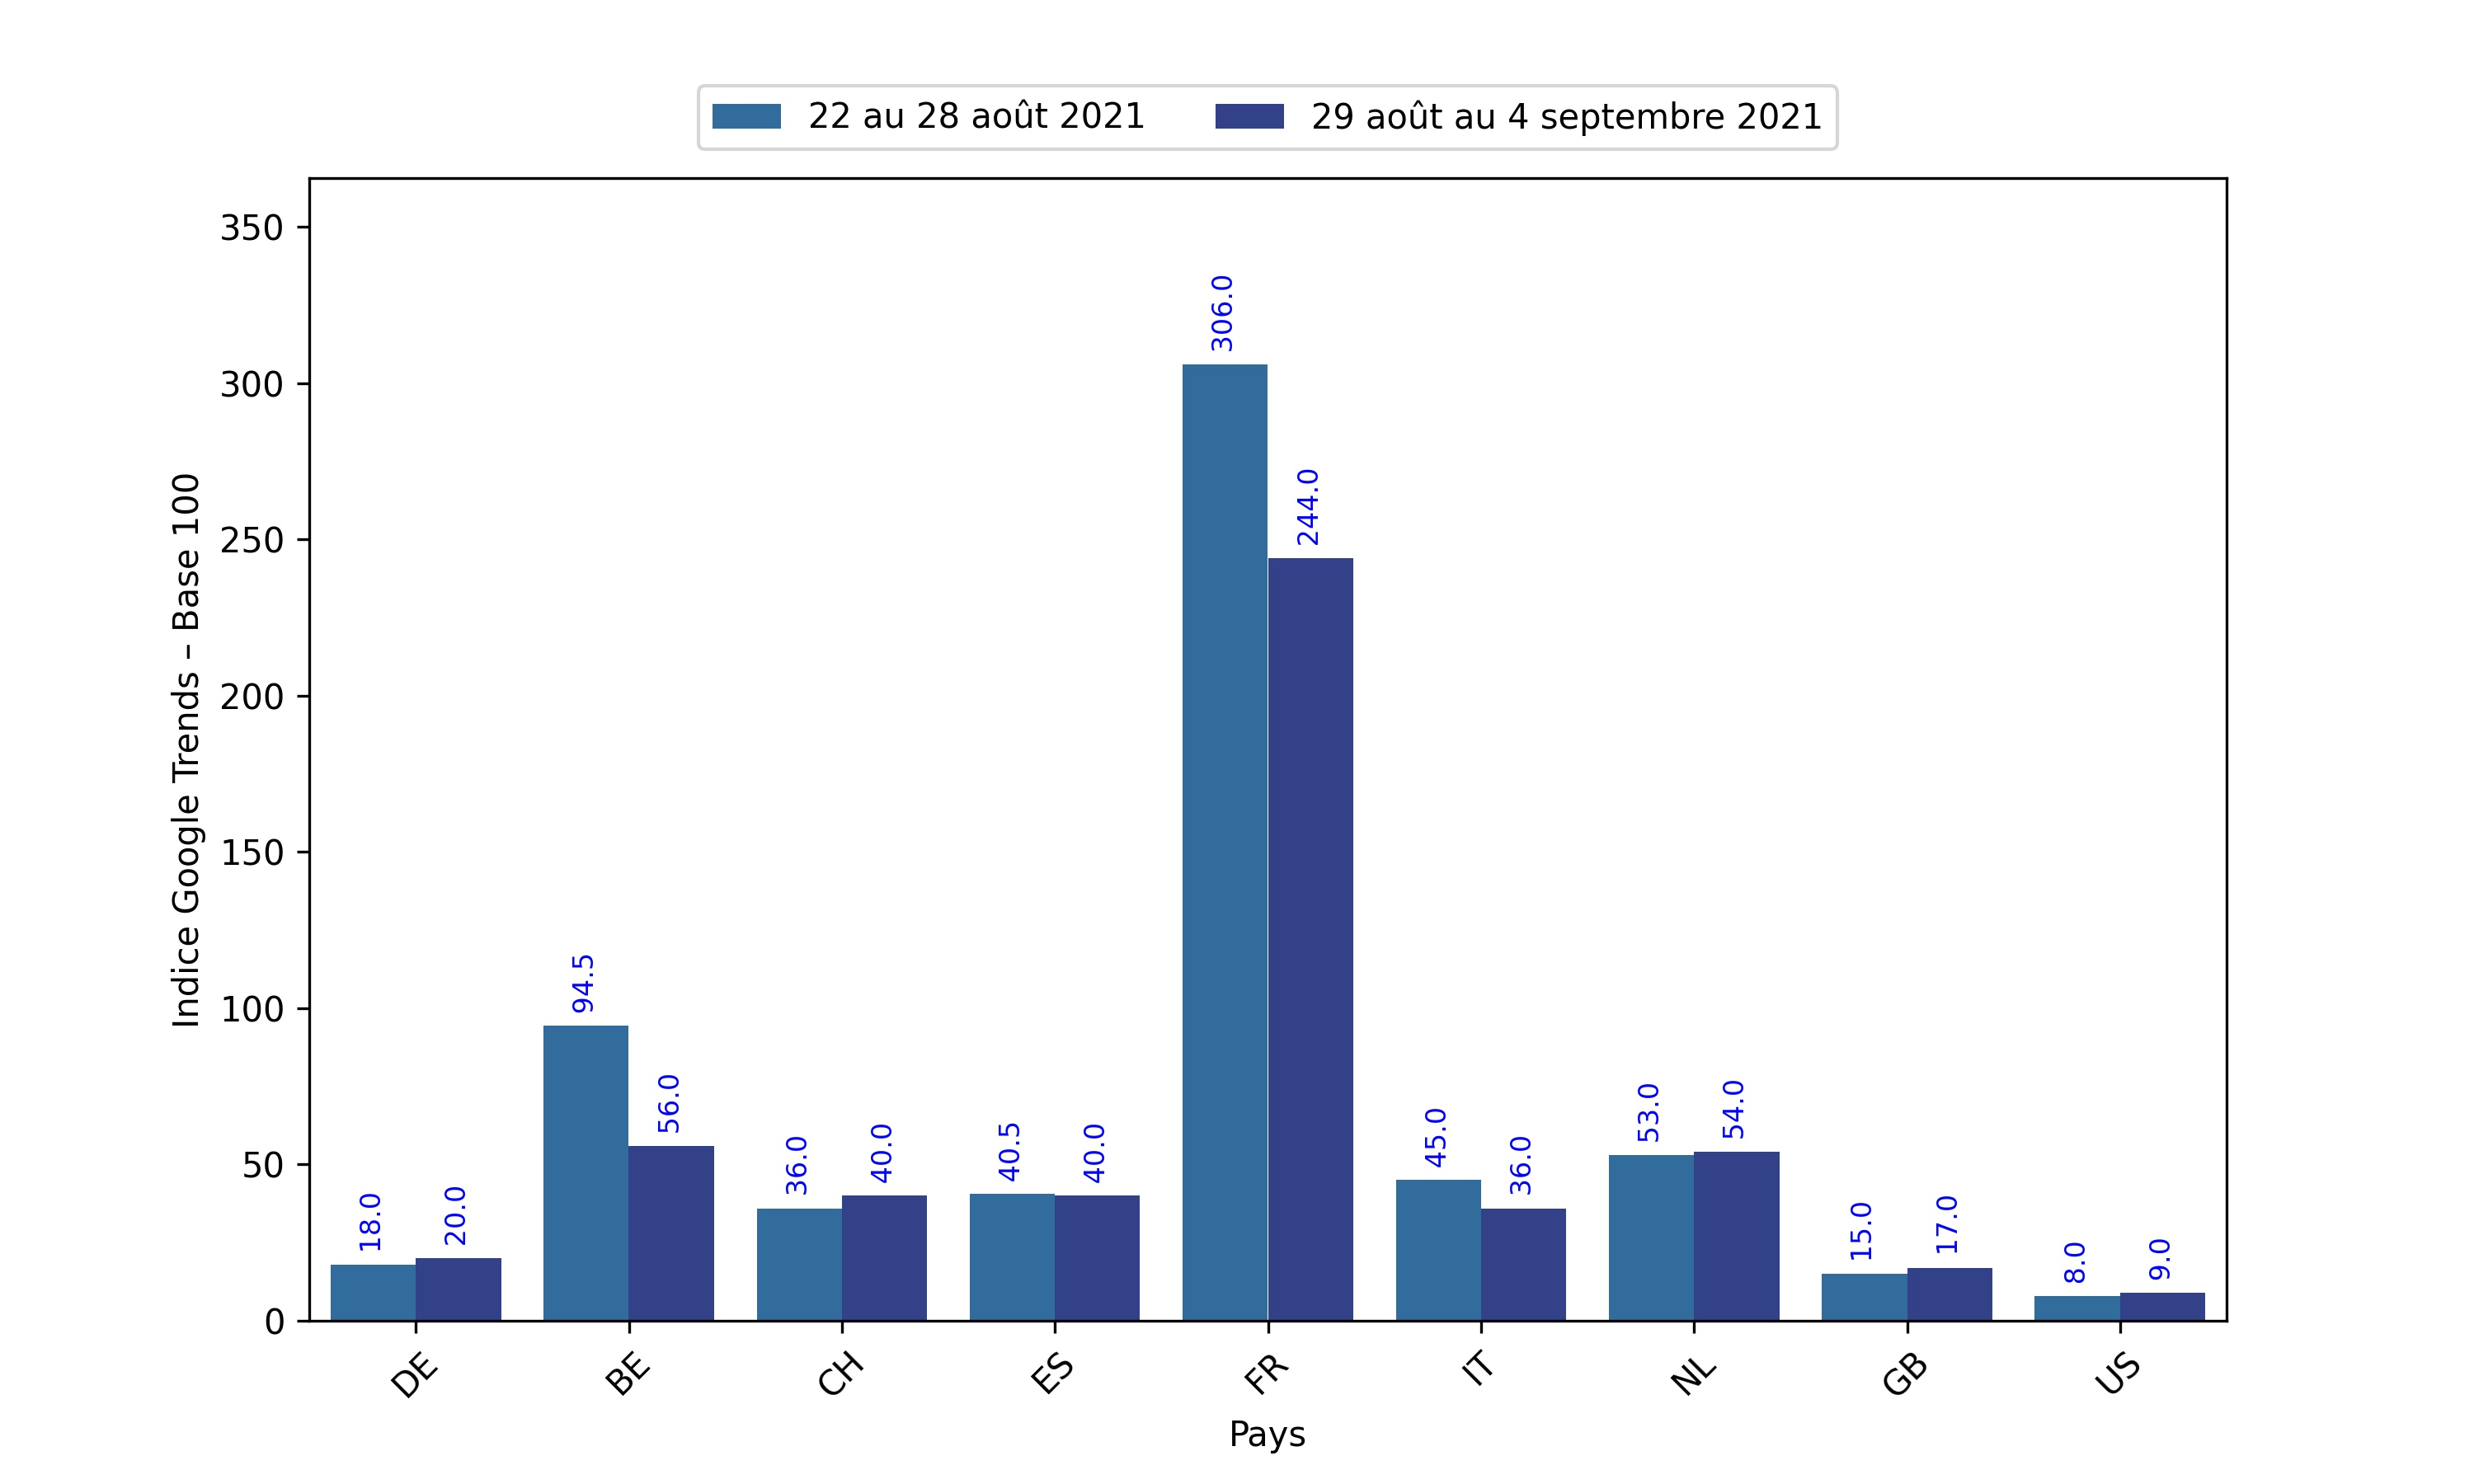 22 au 28 août 2021
29 août au 4 septembre 2021
Indice Google Trends – Base 100
350
300
250
200
150
100
50
0
18.0
20.0
94.5
56.0
36.0
40.0
40.5
40.0
306.0
244.0
45.0
36.0
53.0
54.0
15.0
17.0
8.0
9.0
DE
BE
CH
ES
FR
IT
NL
GB
US
Pays